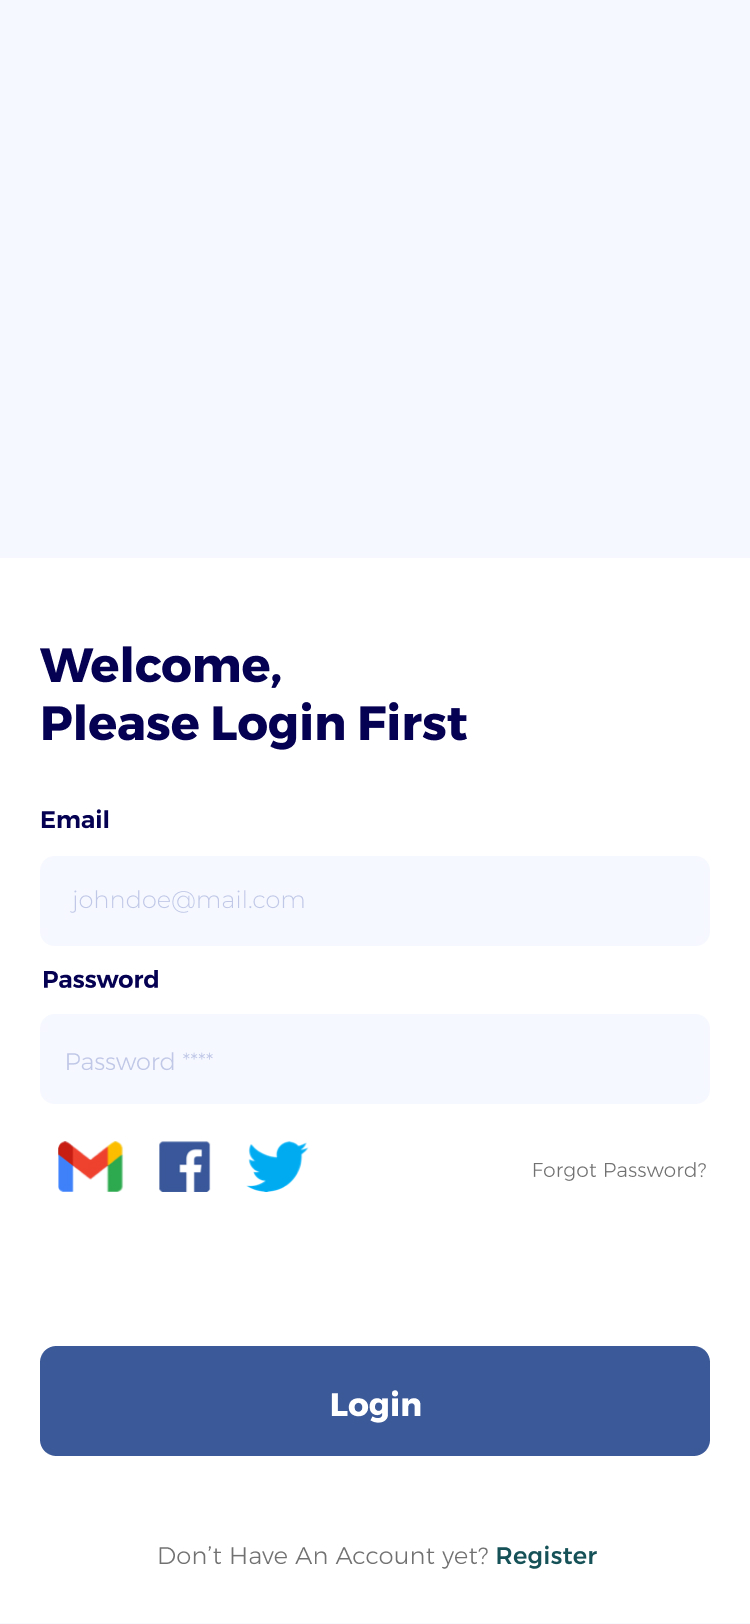 Welcome,
Please Login First
Email
johndoe@mail.com
Password
Password ****
Forgot Password?
Login
Don’t Have An Account yet? Register